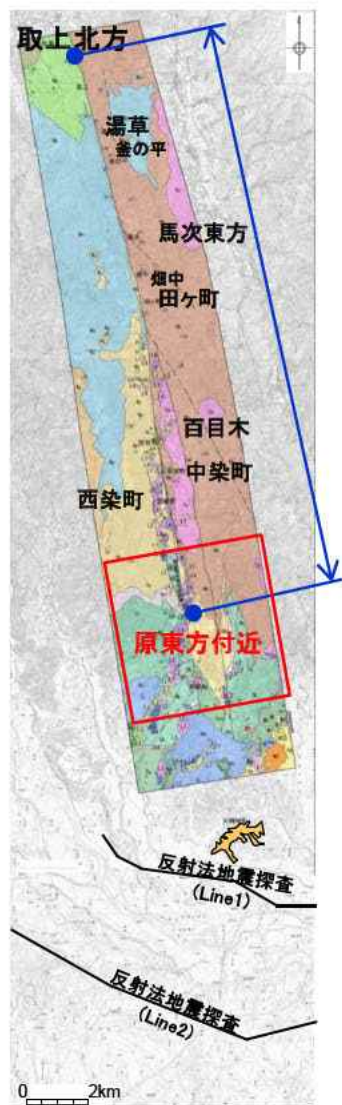 取上北方
湯草
釜の平
馬次東方
畑中
田ヶ町
百目木
中染町
西染町
原東方付近
反射法地震探査
(Line1)
反射法地震探査
(Line2)
0 2km